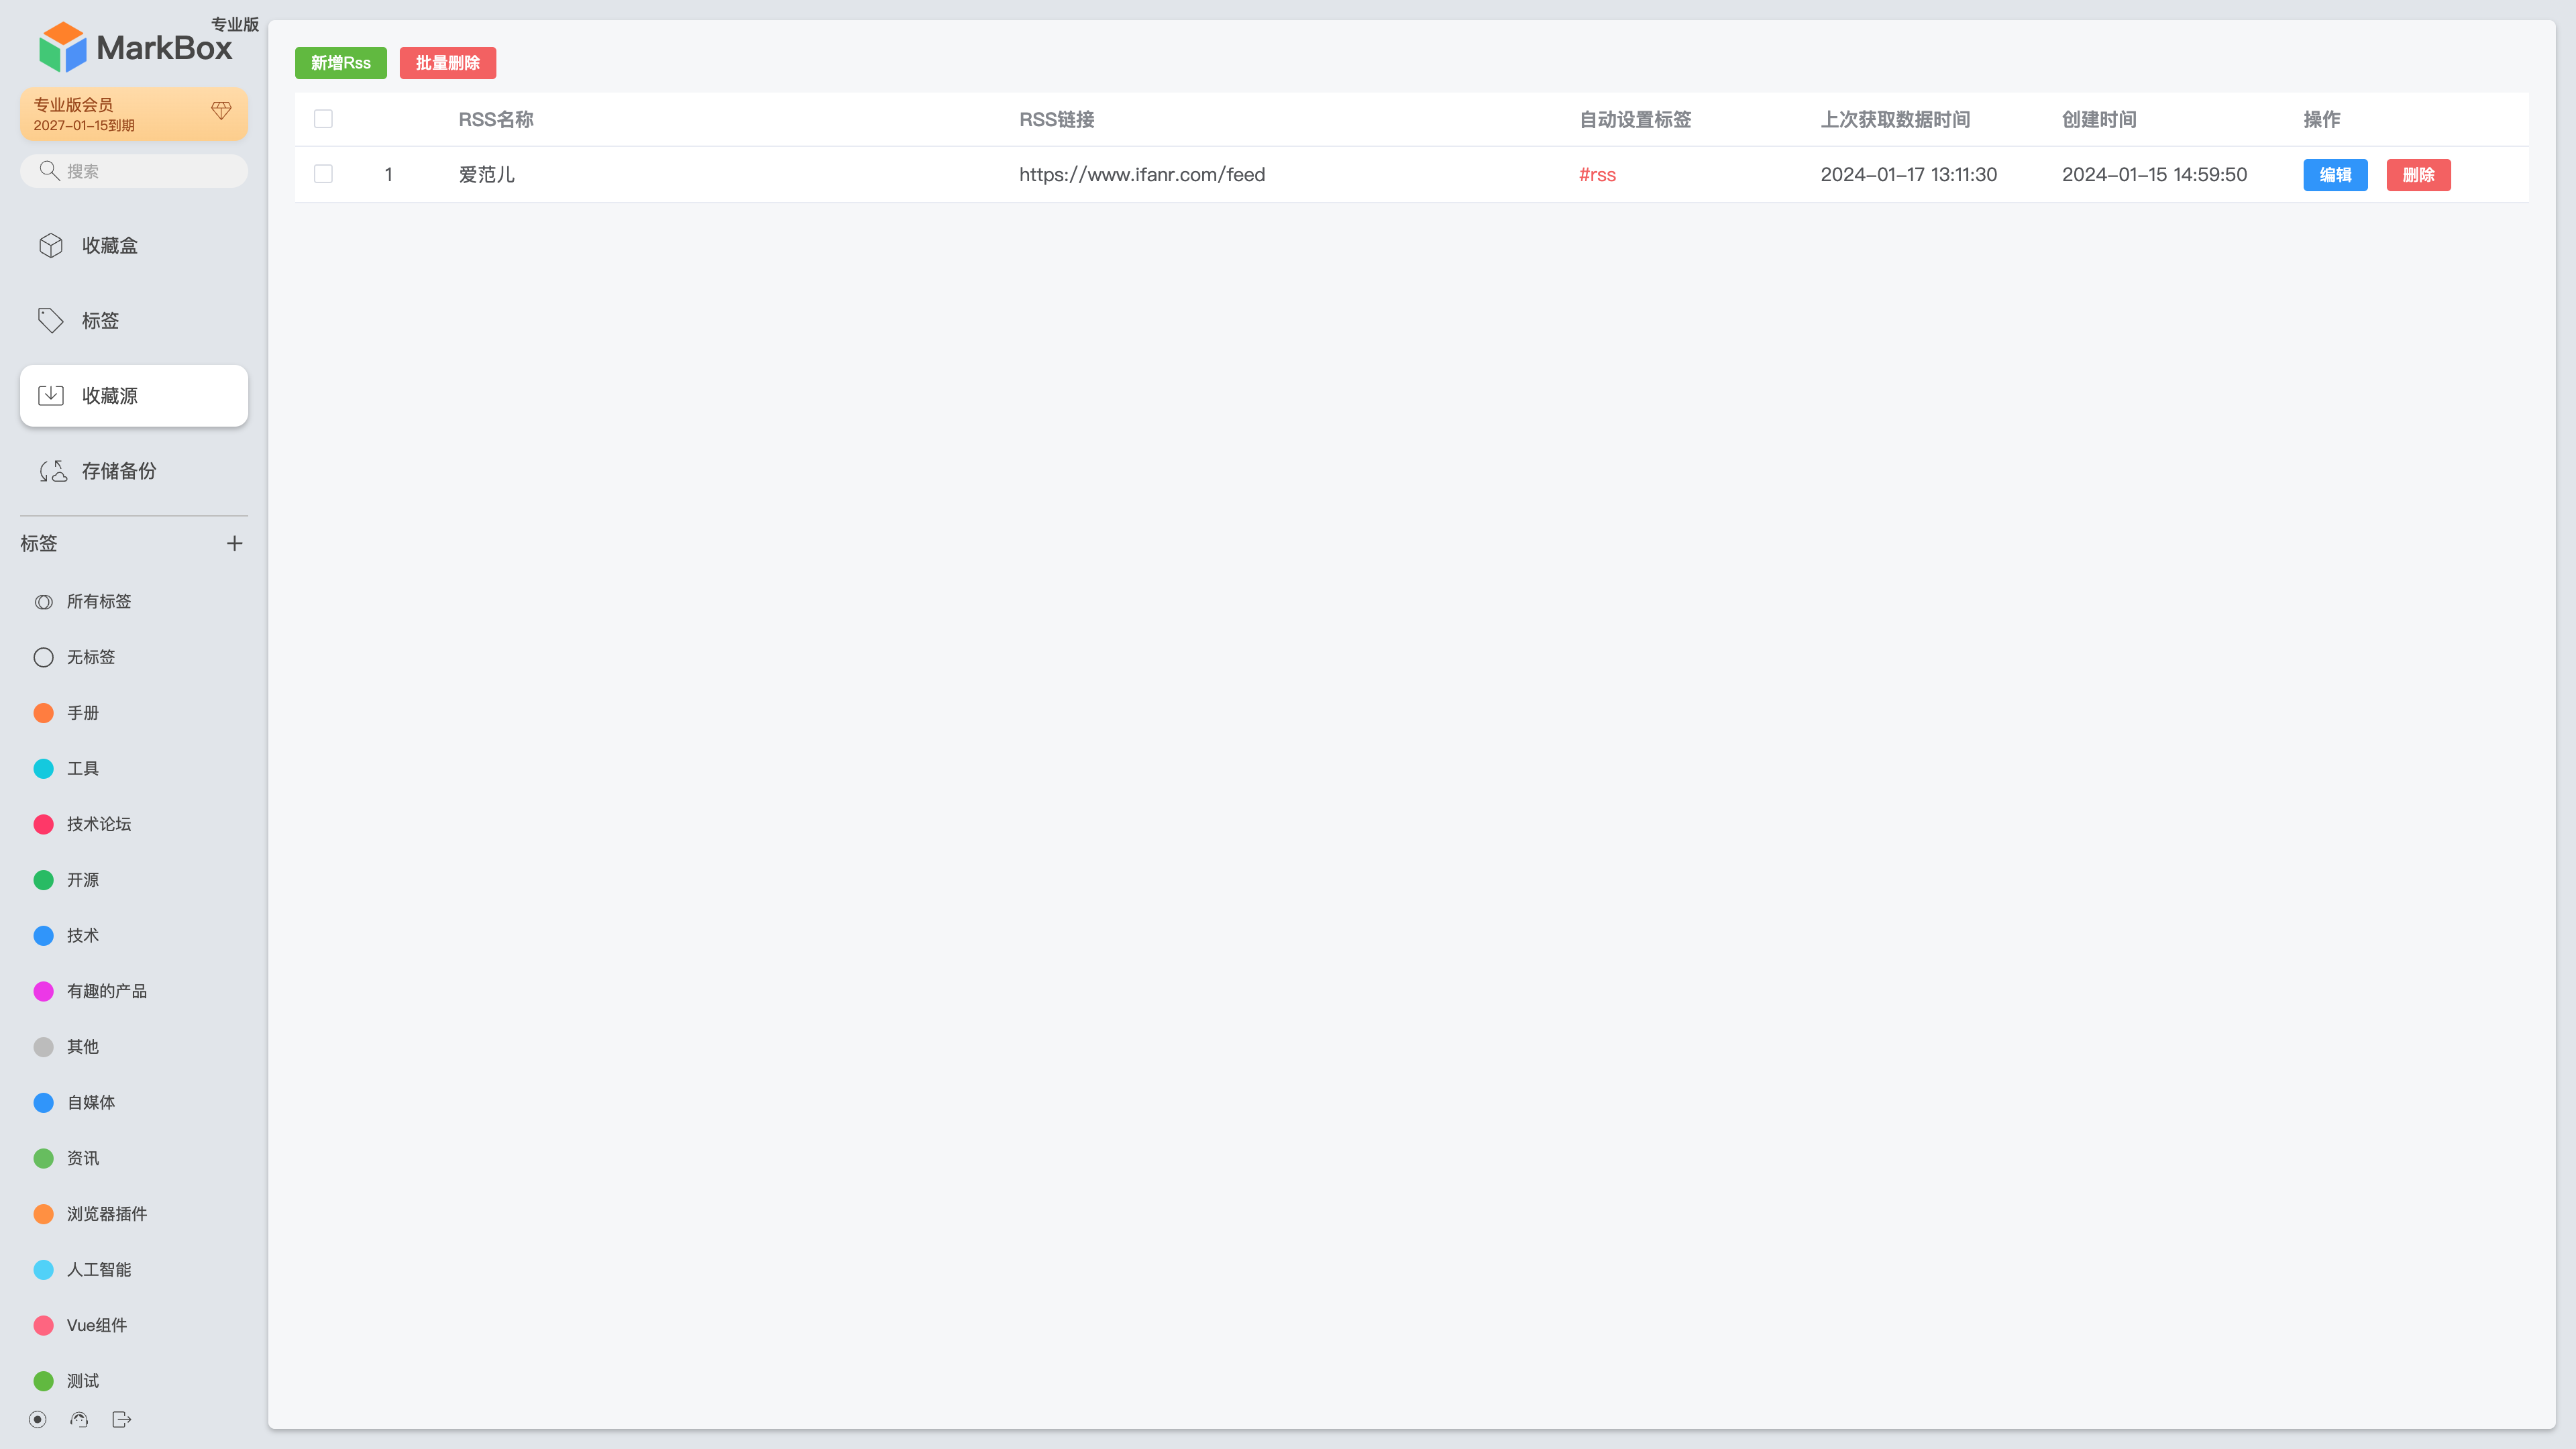 专业版
MarkBox
专业版会员
2027-01-15到期
搜索
收藏盒
标签
收藏源
存储备份
标签
所有标签
无标签
手册
工具
技术论坛
开源
技术
有趣的产品
其他
自媒体
资讯
浏览器插件
人工智能
Vue组件
测试
新增Rss 批量删除
RSS名称 RSS链接 自动设置标签 上次获取数据时间 创建时间 操作
1 爱范儿 https://www.ifanr.com/feed #rss 2024-01-17 13:11:30 2024-01-15 14:59:50 编辑 删除